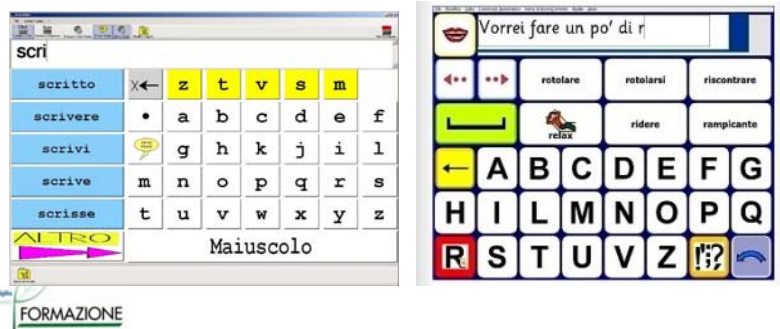 scri
scritto
z t v s m
scrivere
• a b c d e f
scrivi
g h k j i l
scrive
m n o p q r s
scrisse
t u v w x y z
ALTRO
Maiuscolo
Vorrei fare un po' di r
rotolare rotolarsi riscontrare
relax ridere rampicante
A B C D E F G
H I L M N O P Q
R S T U V Z !';?
FORMAZIONE